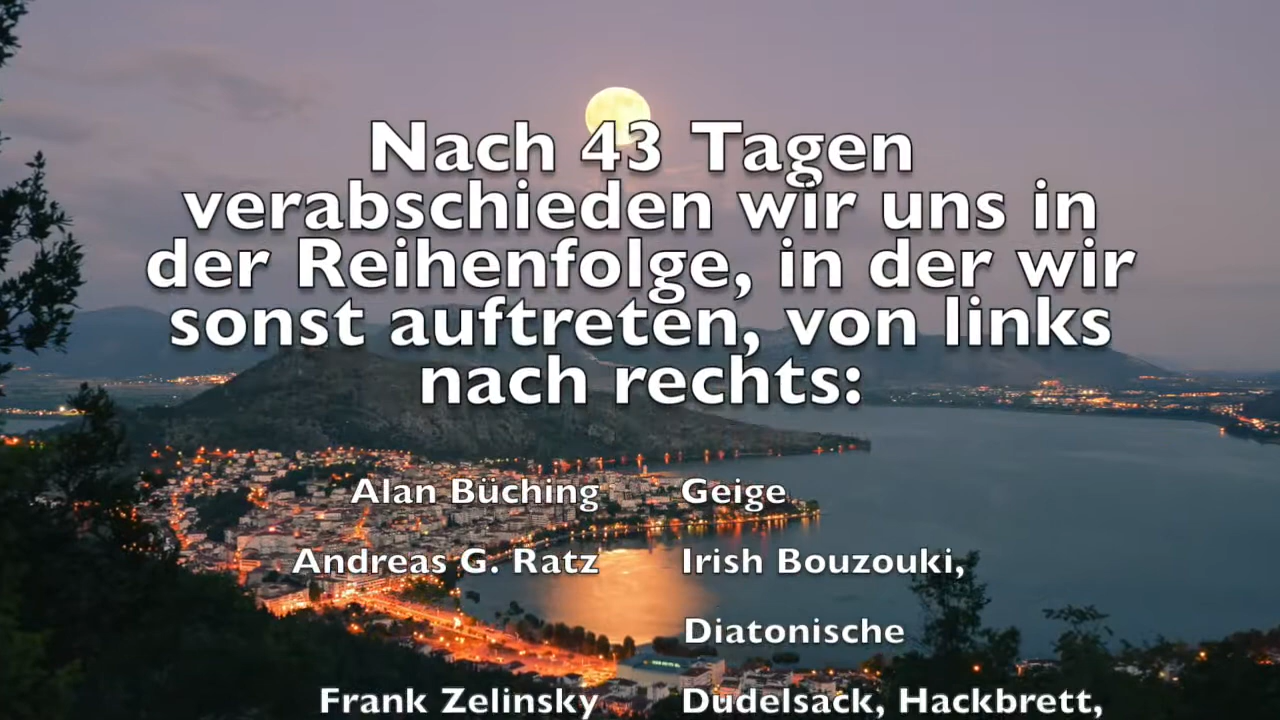 Nach 43 Tagen
verabschieden wir uns in
der Reihenfolge, in der wir
sonst auftreten, von links
nach rechts:
Alan Büching Geige
Andreas G. Ratz Irish Bouzouki,
Diatonische
Frank Zelinsky Dudelsack, Hackbrett,